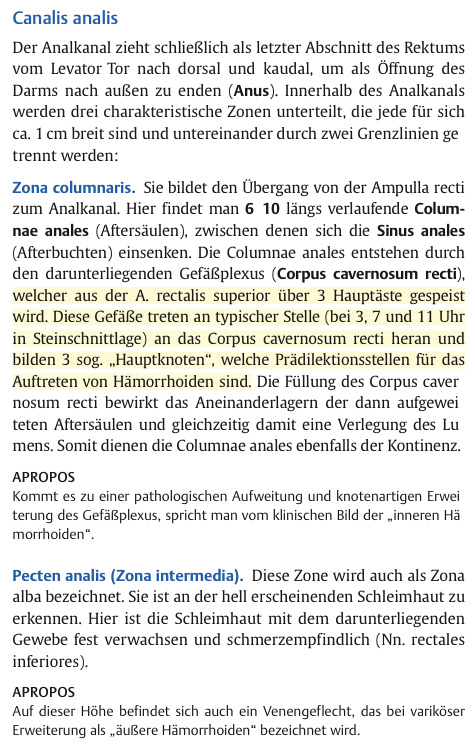 Canalis analis
Der Analkanal zieht schließlich als letzter Abschnitt des Rektums
vom Levator Tor nach dorsal und kaudal, um als Öffnung des
Darms nach außen zu enden (Anus). Innerhalb des Analkanals
werden drei charakteristische Zonen unterteilt, die jede für sich
ca. 1 cm breit sind und untereinander durch zwei Grenzlinien ge
trennt werden:
Zona columnaris. Sie bildet den Übergang von der Ampulla recti
zum Analkanal. Hier findet man 6 10 längs verlaufende Colum-
nae anales (Aftersäulen), zwischen denen sich die Sinus anales
(Afterbuchten) einsenken. Die Columnae anales entstehen durch
den darunterliegenden Gefäßplexus (Corpus cavernosum recti),
welcher aus der A. rectalis superior über 3 Hauptäste gespeist
wird. Diese Gefäße treten an typischer Stelle (bei 3, 7 und 11 Uhr
in Steinschnittlage) an das Corpus cavernosum recti heran und
bilden 3 sog. „Hauptknoten“, welche Prädilektionsstellen für das
Auftreten von Hämorrhoiden sind. Die Füllung des Corpus caver
nosum recti bewirkt das Aneinanderlagern der dann aufgewei
teten Aftersäulen und gleichzeitig damit eine Verlegung des Lu
mens. Somit dienen die Columnae anales ebenfalls der Kontinenz.
APROPOS
Kommt es zu einer pathologischen Aufweitung und knotenartigen Erwei
terung des Gefäßplexus, spricht man vom klinischen Bild der „inneren Hä
morrhoiden“.
Pecten analis (Zona intermedia). Diese Zone wird auch als Zona
alba bezeichnet. Sie ist an der hell erscheinenden Schleimhaut zu
erkennen. Hier ist die Schleimhaut mit dem darunterliegenden
Gewebe fest verwachsen und schmerzempfindlich (Nn. rectales
inferiores).
APROPOS
Auf dieser Höhe befindet sich auch ein Venengeflecht, das bei variköser
Erweiterung als „äußere Hämorrhoiden“ bezeichnet wird.